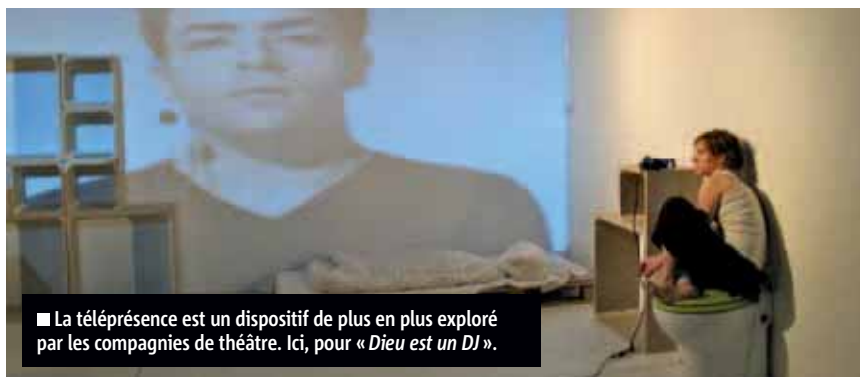 ■ La téléprésence est un dispositif de plus en plus exploré
par les compagnies de théâtre. Ici, pour « Dieu est un DJ ».